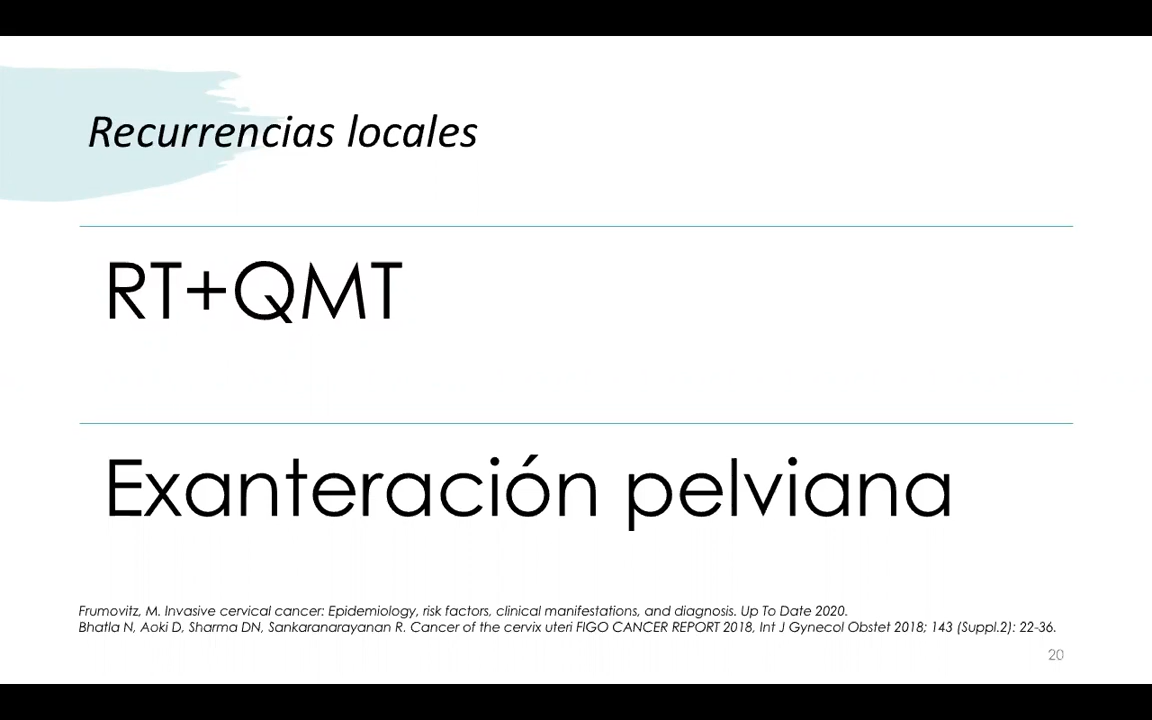 Recurrencias locales
RT+QMT
Exanteración pelviana
Frumovitz, M. Invasive cervical cancer: Epidemiology, risk factors, clinical manifestations, and diagnosis. Up To Date 2020.
Bhatla N, Aoki D, Sharma DN, Sankaranarayanan R. Cancer of the cervix uteri FIGO CANCER REPORT 2018, Int J Gynecol Obstet 2018; 143 (Suppl.2): 22-36.
20